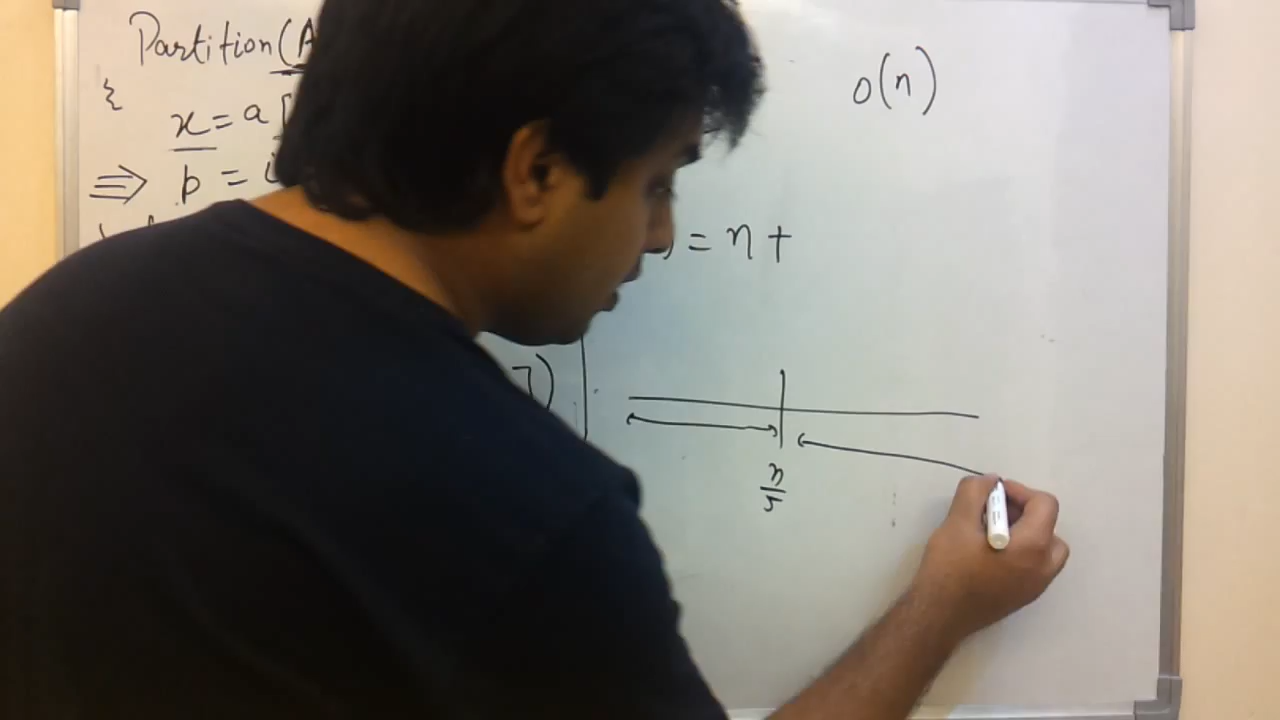 Partition(A
{
x = a[
⇒ p = i
o(n)
) = n +
])
n/5